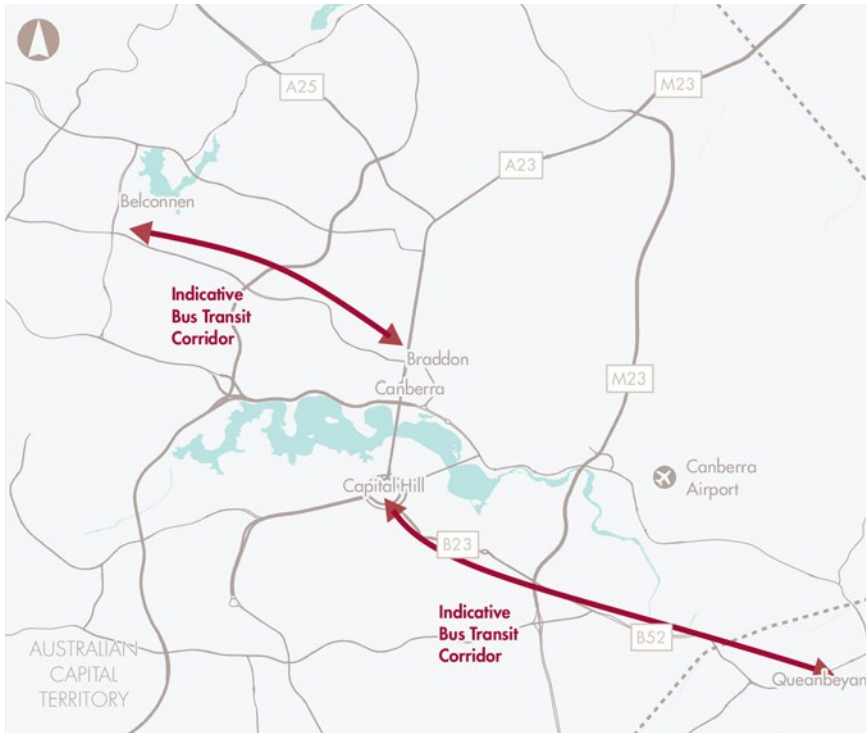 A25
M23
A23
Belconnen
Indicative
Bus Transit
Corridor
Braddon
M23
Canberra
Canberra
Airport
Capital Hill
B23
Indicative
Bus Transit
Corridor
B52
AUSTRALIAN
CAPITAL
TERRITORY
Queanbeyan